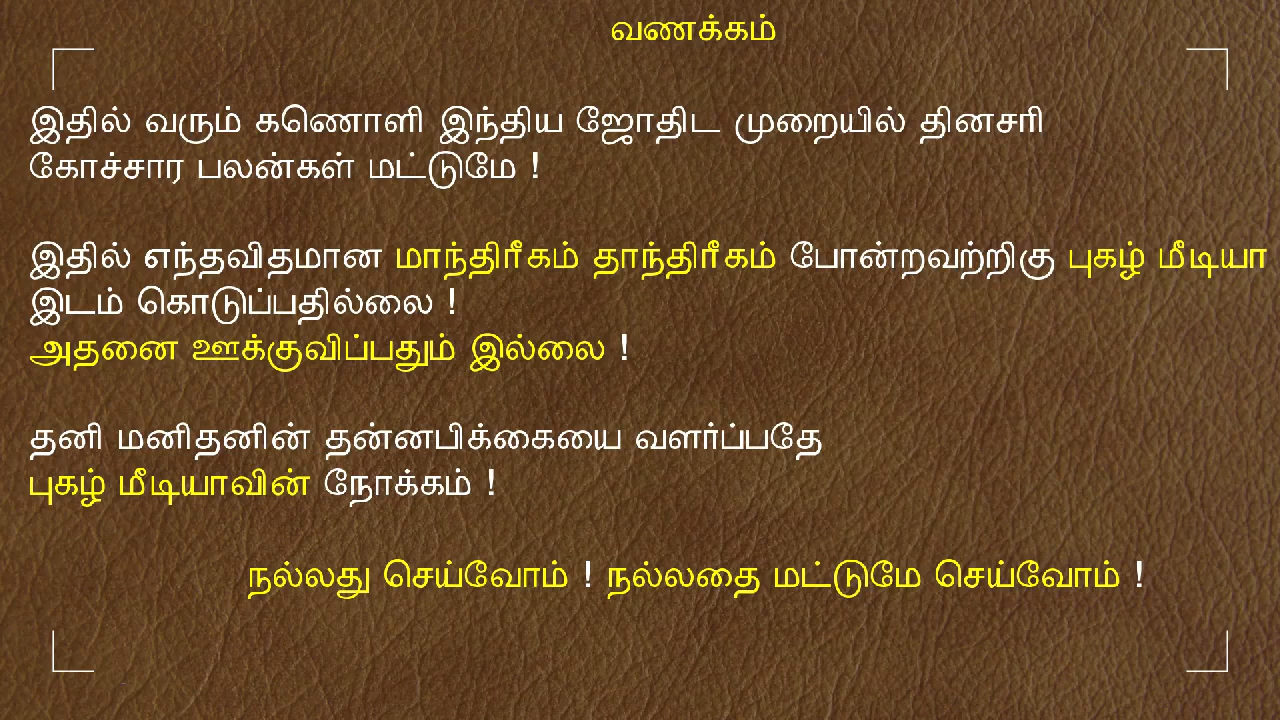 வணக்கம்
இதில் வரும் கணொளி இந்திய ஜோதிட முறையில் தினசரி
கோச்சார பலன்கள் மட்டுமே !
இதில் எந்தவிதமான மாந்திரீகம் தாந்திரீகம் போன்றவற்றிகு புகழ் மீடியா
இடம் கொடுப்பதில்லை !
அதனை ஊக்குவிப்பதும் இல்லை !
தனி மனிதனின் தன்னபிக்கையை வளர்ப்பதே
புகழ் மீடியாவின் நோக்கம் !
நல்லது செய்வோம் ! நல்லதை மட்டுமே செய்வோம் !